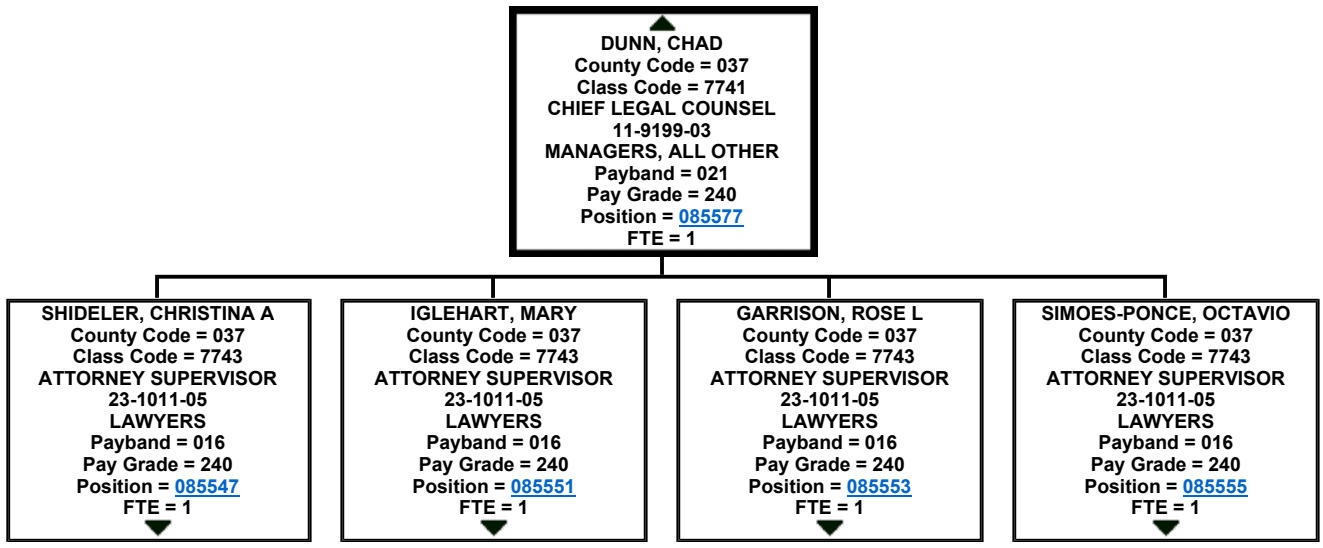 DUNN, CHAD
County Code = 037
Class Code = 7741
CHIEF LEGAL COUNSEL
11-9199-03
MANAGERS, ALL OTHER
Payband = 021
Pay Grade = 240
Position = 085577
FTE = 1
SHIDELER, CHRISTINA A
County Code = 037
Class Code = 7743
ATTORNEY SUPERVISOR
23-1011-05
LAWYERS
Payband = 016
Pay Grade = 240
Position = 085547
FTE = 1
IGLEHART, MARY
County Code = 037
Class Code = 7743
ATTORNEY SUPERVISOR
23-1011-05
LAWYERS
Payband = 016
Pay Grade = 240
Position = 085551
FTE = 1
GARRISON, ROSE L
County Code = 037
Class Code = 7743
ATTORNEY SUPERVISOR
23-1011-05
LAWYERS
Payband = 016
Pay Grade = 240
Position = 085553
FTE = 1
SIMOES-PONCE, OCTAVIO
County Code = 037
Class Code = 7743
ATTORNEY SUPERVISOR
23-1011-05
LAWYERS
Payband = 016
Pay Grade = 240
Position = 085555
FTE = 1